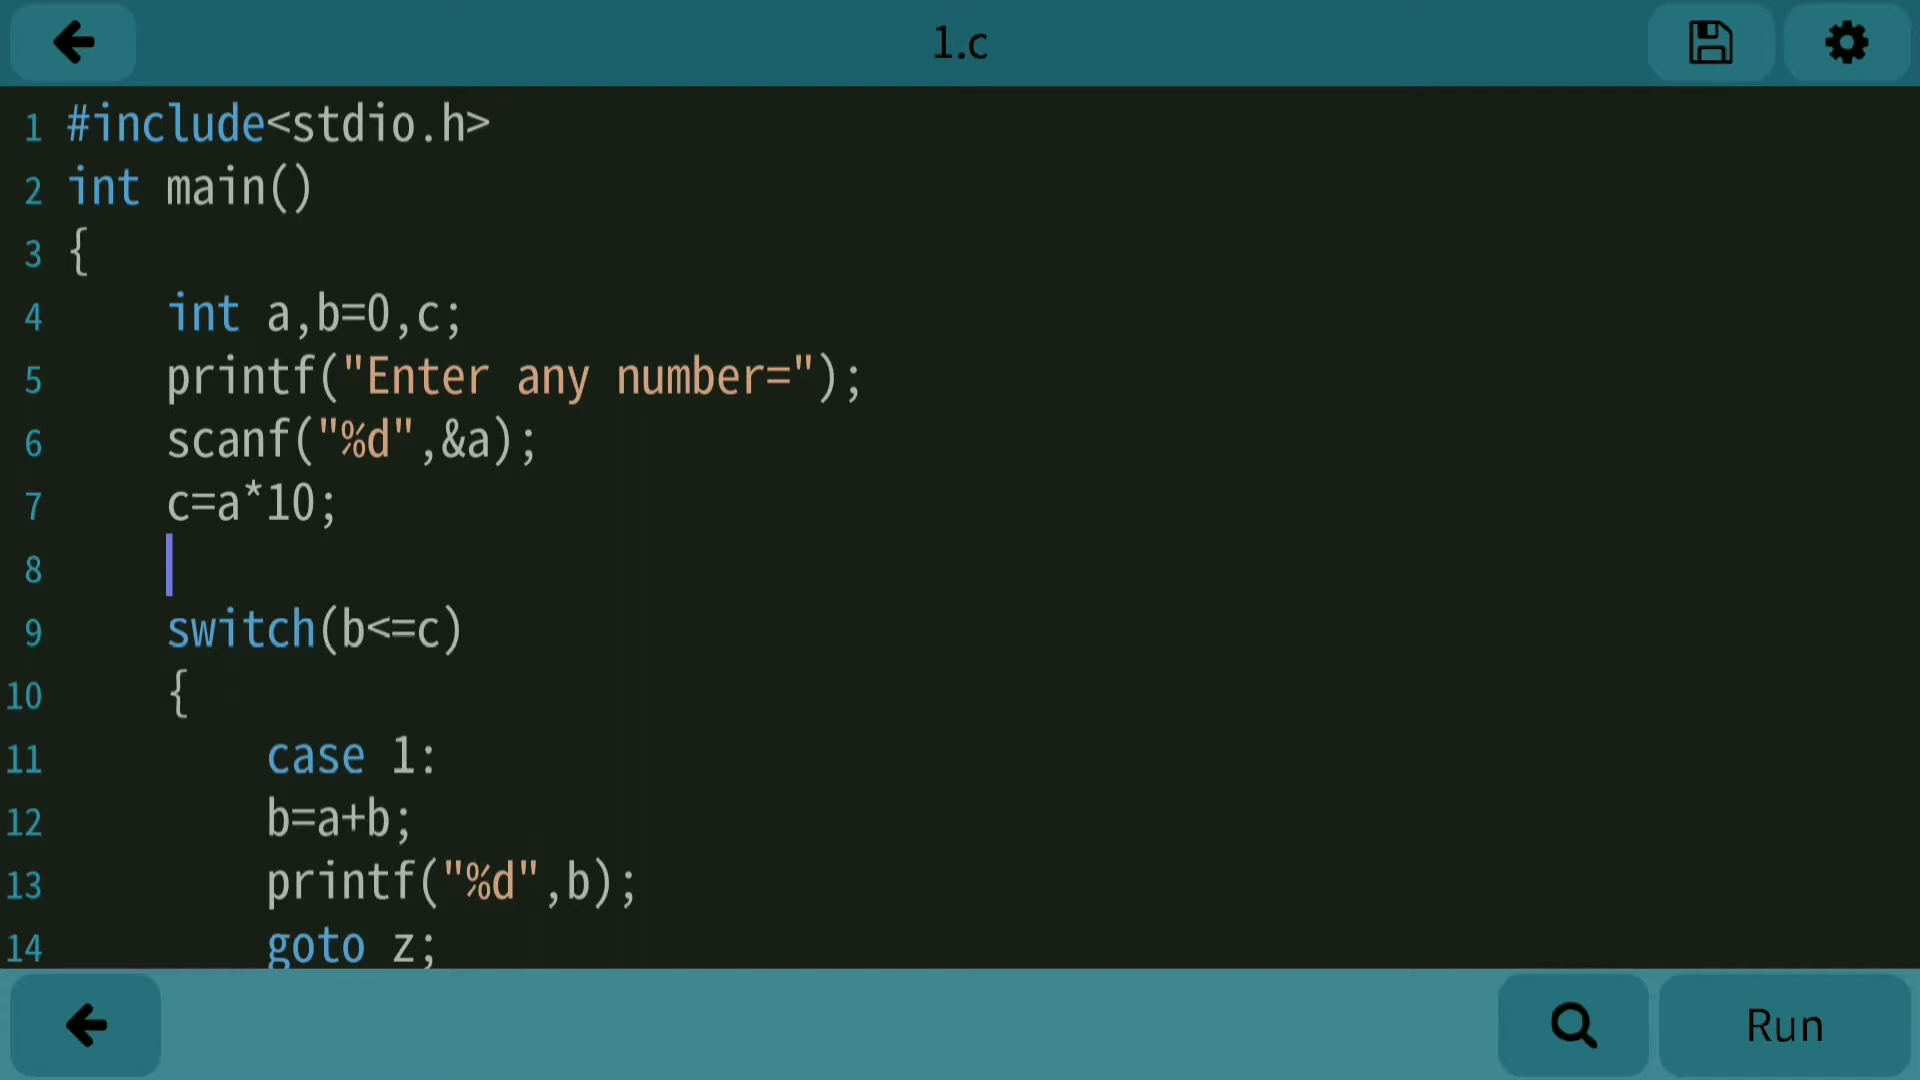 1.c
1 #include<stdio.h>
2 int main()
3 {
4     int a,b=0,c;
5     printf("Enter any number=");
6     scanf("%d",&a);
7     c=a*10;
8
9     switch(b<=c)
10     {
11         case 1:
12         b=a+b;
13         printf("%d",b);
14         goto z;
Run